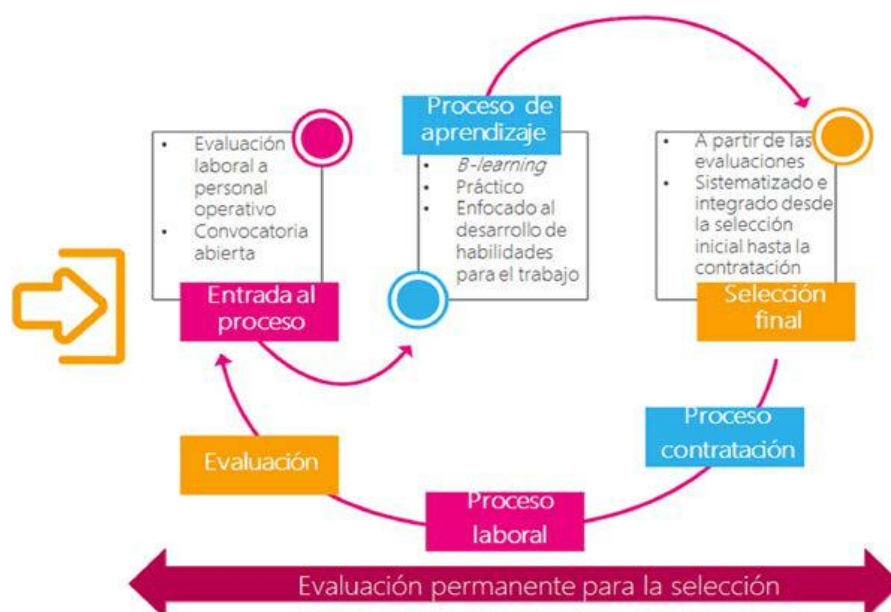 Evaluación
laboral a
personal
operativo
Convocatoria
abierta
Entrada al
proceso
Proceso de
aprendizaje
B-learning
Práctico
Enfocado al
desarrollo de
habilidades
para el trabajo
A partir de las
evaluaciones
Sistematizado e
integrado desde
la selección
inicial hasta la
contratación
Selección
final
Proceso
contratación
Proceso
laboral
Evaluación
Evaluación permanente para la selección